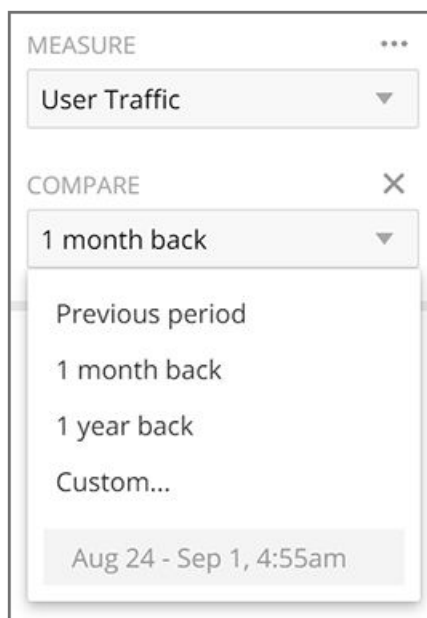 MEASURE
User Traffic
COMPARE
1 month back
Previous period
1 month back
1 year back
Custom...
Aug 24 - Sep 1, 4:55am